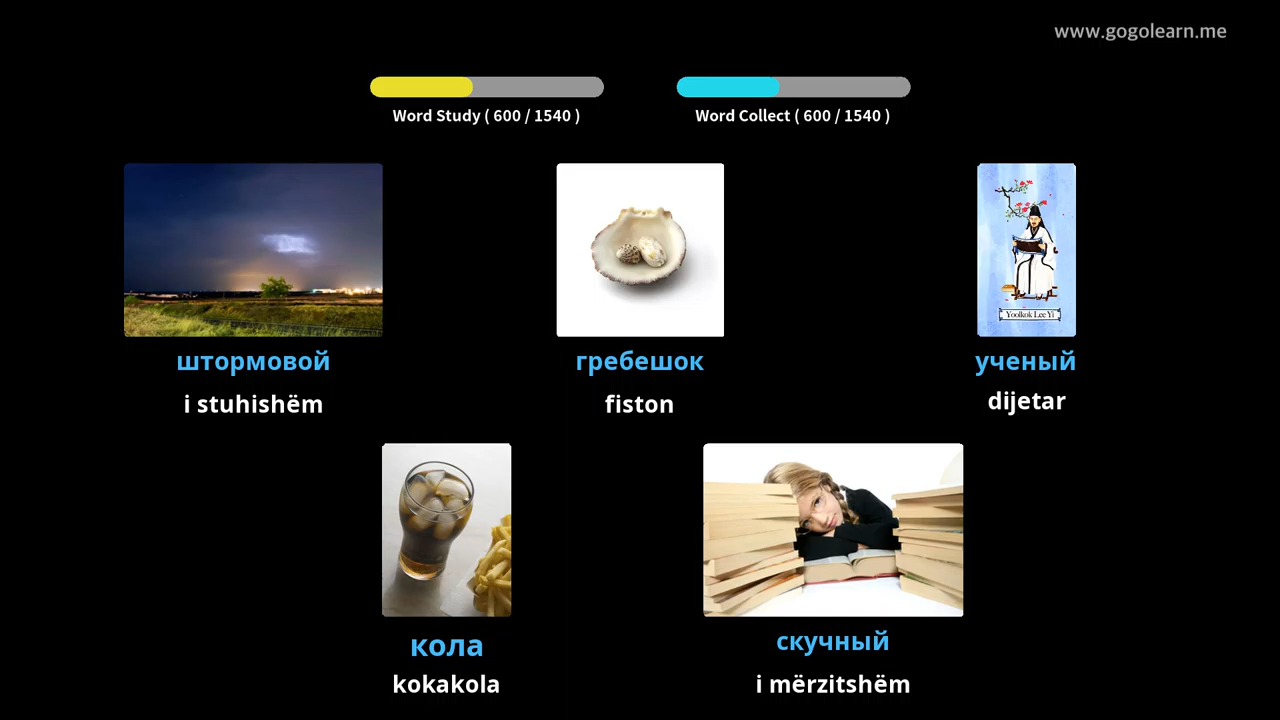 www.gogolearn.me
Word Study ( 600 / 1540 )
Word Collect ( 600 / 1540 )
Yoolkok Lee Yi
штормовой
гребешок
ученый
i stuhishëm
fiston
dijetar
кола
скучный
kokakola
i mërzitshëm